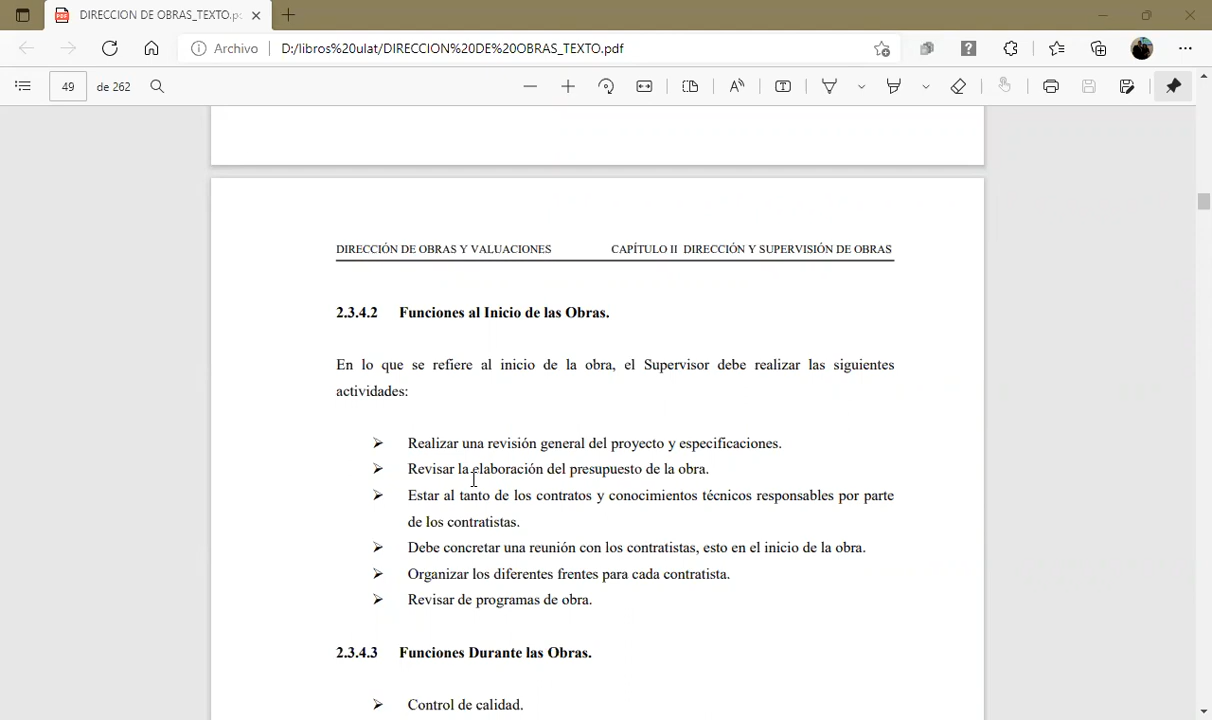 DIRECCION DE OBRAS_TEXTO.pd
Archivo D:/libros%20ulat/DIRECCION%20DE%20OBRAS_TEXTO.pdf
49 de 262
DIRECCIÓN DE OBRAS Y VALUACIONES CAPÍTULO II DIRECCIÓN Y SUPERVISIÓN DE OBRAS
2.3.4.2 Funciones al Inicio de las Obras.
En lo que se refiere al inicio de la obra, el Supervisor debe realizar las siguientes
actividades:
➢ Realizar una revisión general del proyecto y especificaciones.
➢ Revisar la elaboración del presupuesto de la obra.
➢ Estar al tanto de los contratos y conocimientos técnicos responsables por parte
de los contratistas.
➢ Debe concretar una reunión con los contratistas, esto en el inicio de la obra.
➢ Organizar los diferentes frentes para cada contratista.
➢ Revisar de programas de obra.
2.3.4.3 Funciones Durante las Obras.
➢ Control de calidad.